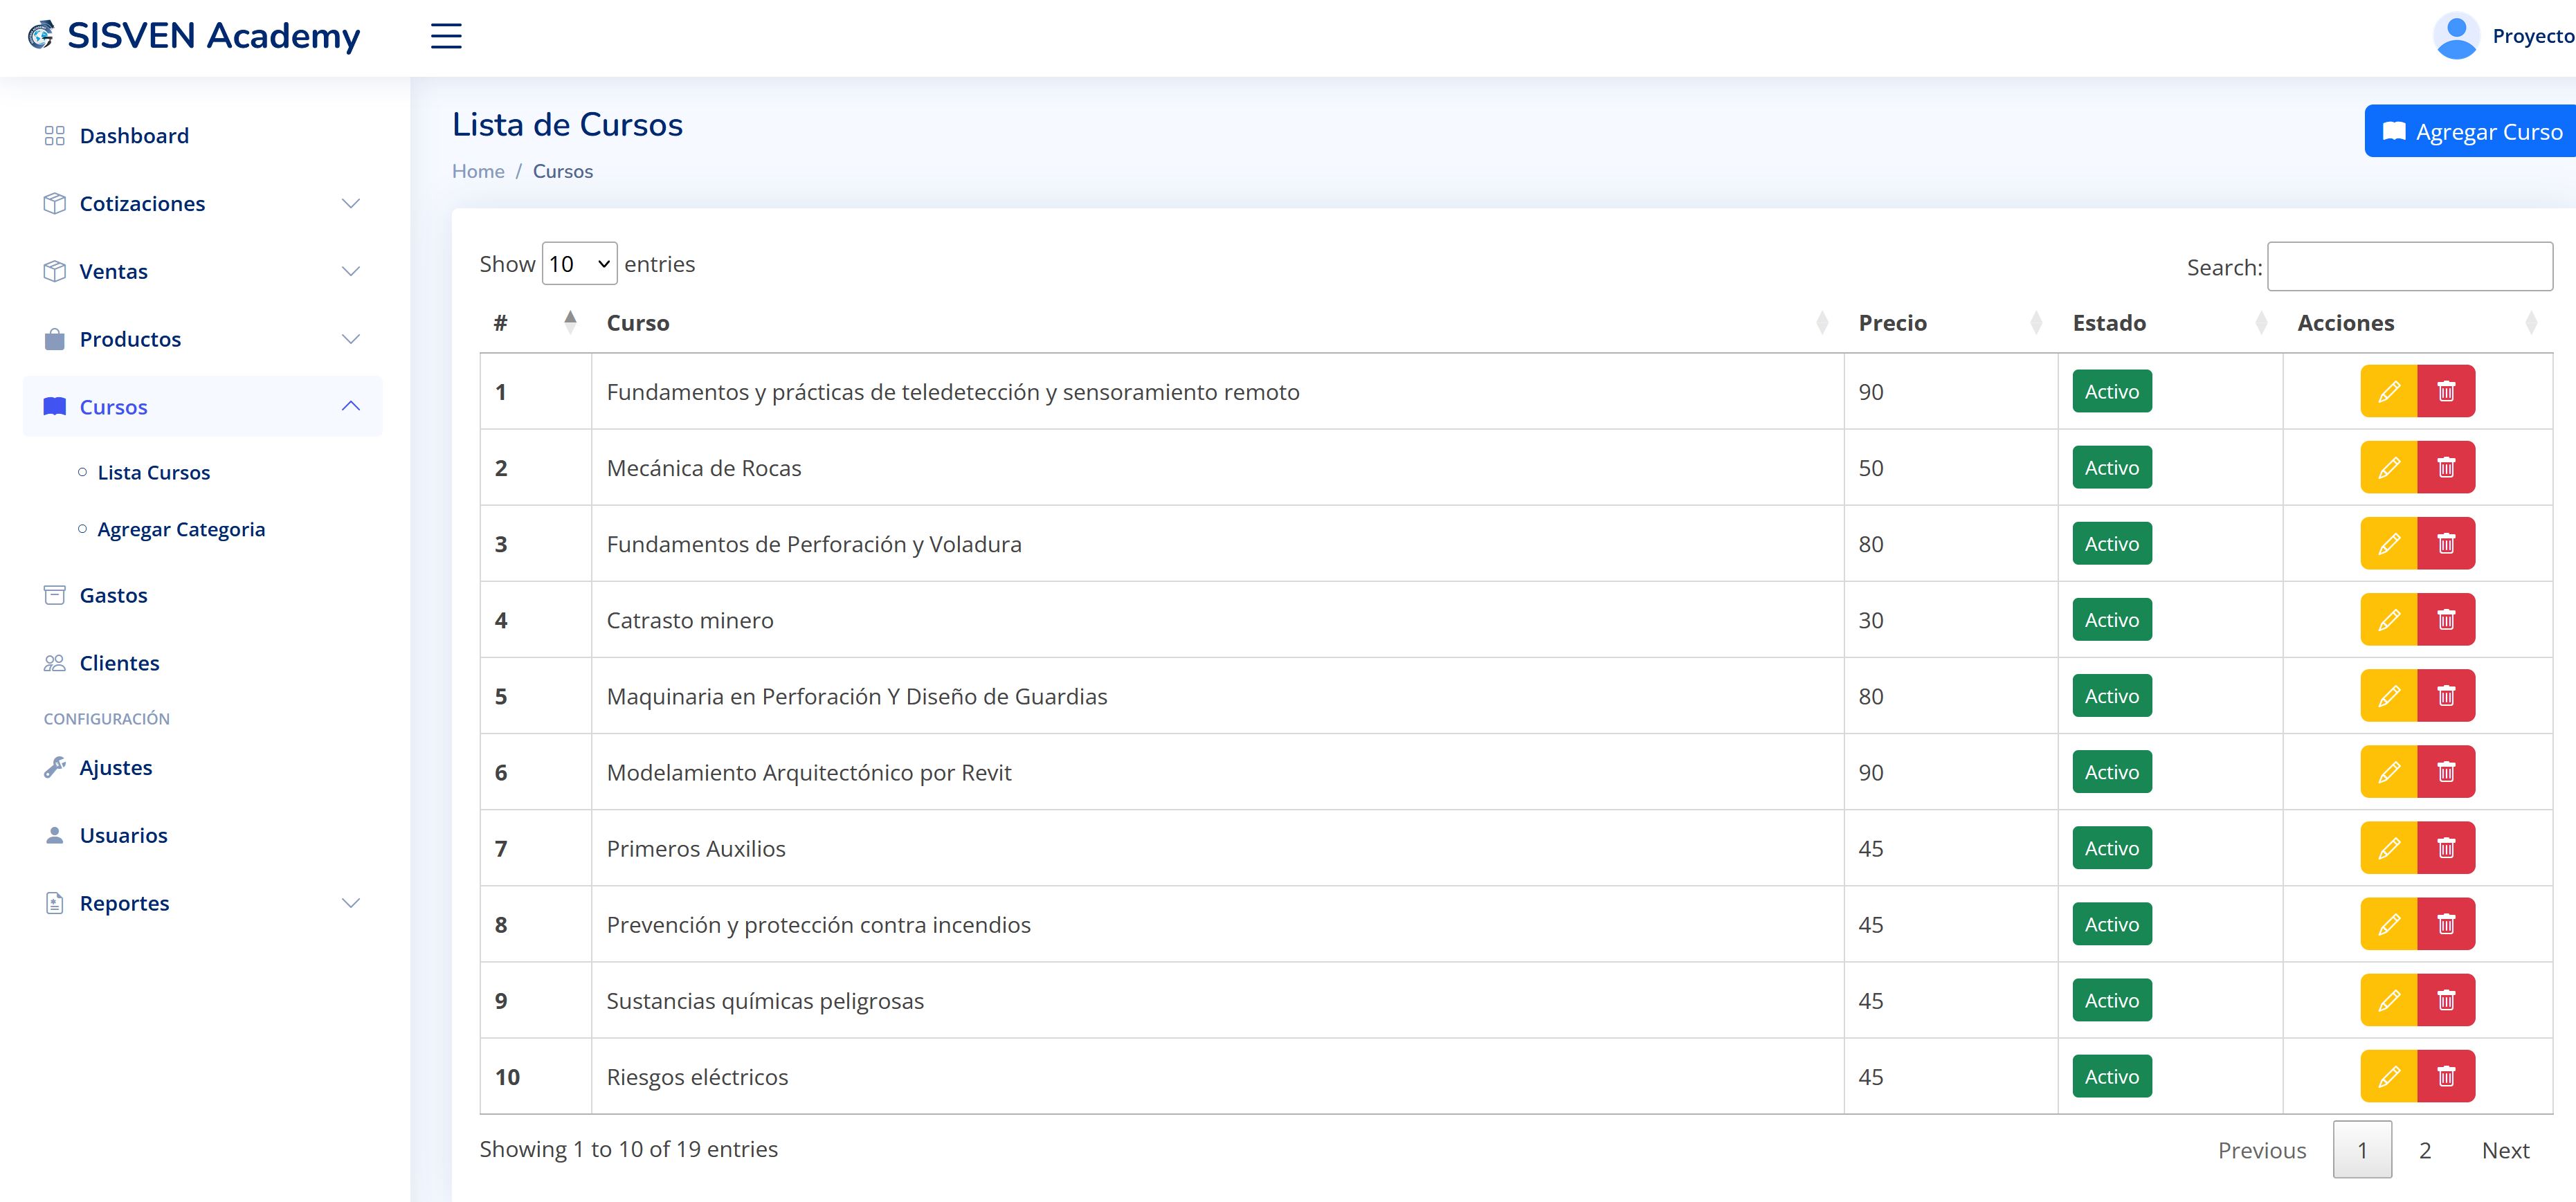 SISVEN Academy
Proyecto
Dashboard
Cotizaciones
Ventas
Productos
Cursos
Lista Cursos
Agregar Categoria
Gastos
Clientes
CONFIGURACIÓN
Ajustes
Usuarios
Reportes
Lista de Cursos
Home / Cursos
Agregar Curso
Show 10 entries
Search:
# Curso Precio Estado Acciones
1 Fundamentos y prácticas de teledetección y sensoramiento remoto 90 Activo
2 Mecánica de Rocas 50 Activo
3 Fundamentos de Perforación y Voladura 80 Activo
4 Catrasto minero 30 Activo
5 Maquinaria en Perforación Y Diseño de Guardias 80 Activo
6 Modelamiento Arquitectónico por Revit 90 Activo
7 Primeros Auxilios 45 Activo
8 Prevención y protección contra incendios 45 Activo
9 Sustancias químicas peligrosas 45 Activo
10 Riesgos eléctricos 45 Activo
Showing 1 to 10 of 19 entries
Previous 1 2 Next